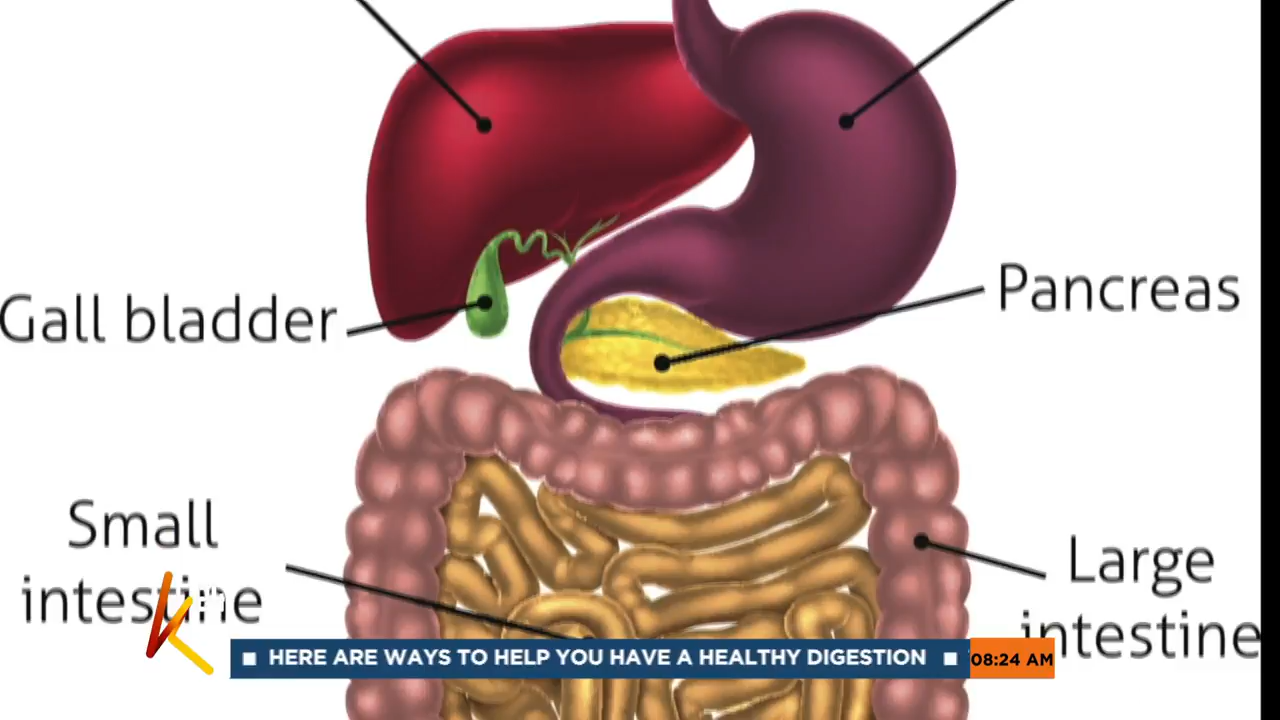 Gall bladder
Pancreas
Small
intestine
Large
intestine
HERE ARE WAYS TO HELP YOU HAVE A HEALTHY DIGESTION
08:24 AM